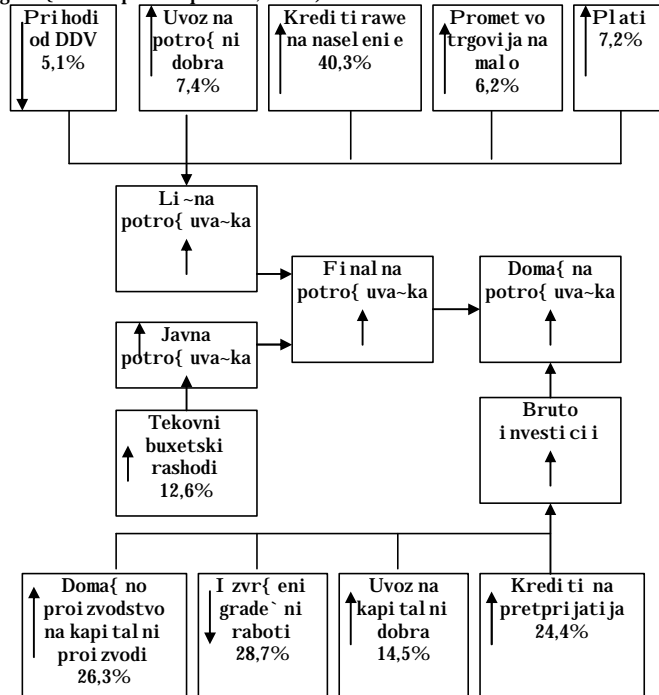 Prihodi
od DDV
5,1%
Uvoz na
potro{ni
dobra
7,4%
Kreditirawe
na naselenie
40,3%
Promet vo
trgovija na
malo
6,2%
Plati
7,2%
Li~na
potro{uva~ka
Finalna
potro{uva~ka
Doma{na
potro{uva~ka
Javna
potro{uva~ka
Tekovni
buxetski
rashodi
12,6%
Bruto
investicii
Doma{no
proizvodstvo
na kapitalni
proizvodi
26,3%
Izvr{eni
grade`ni
raboti
28,7%
Uvoz na
kapitalni
dobra
14,5%
Krediti na
pretprijatija
24,4%